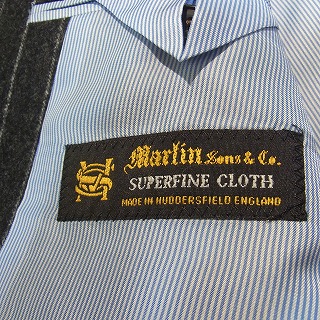 Martin Sons & Co.
SUPERFINE CLOTH
MADE IN HUDDERSFIELD ENGLAND